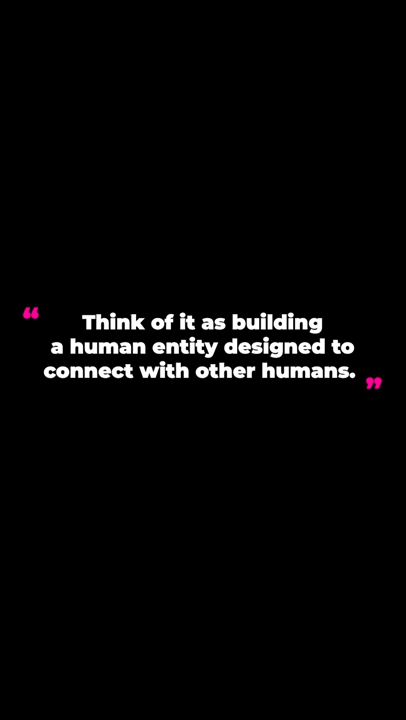 “ Think of it as building
a human entity designed to
connect with other humans. ”